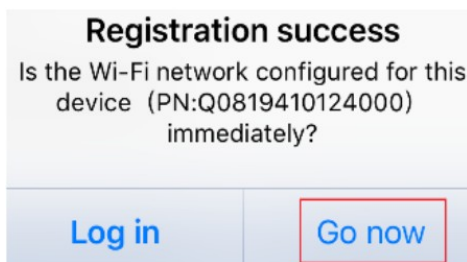 Registration success
Is the Wi-Fi network configured for this
device（PN:Q0819410124000）
immediately?
Log in
Go now